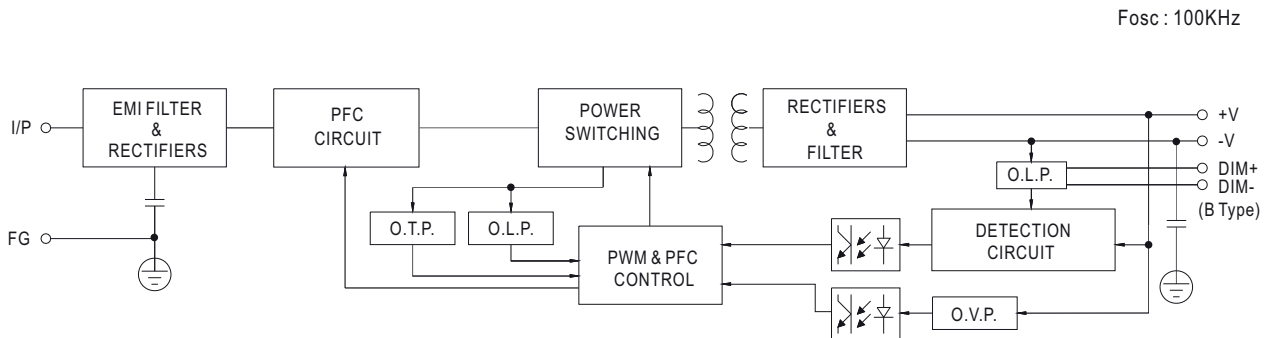 Fosc : 100KHz
I/P
EMI FILTER
&
RECTIFIERS
PFC
CIRCUIT
POWER
SWITCHING
RECTIFIERS
&
FILTER
+V
-V
DIM+
DIM-
(B Type)
O.L.P.
FG
O.T.P.
O.L.P.
PWM & PFC
CONTROL
DETECTION
CIRCUIT
O.V.P.